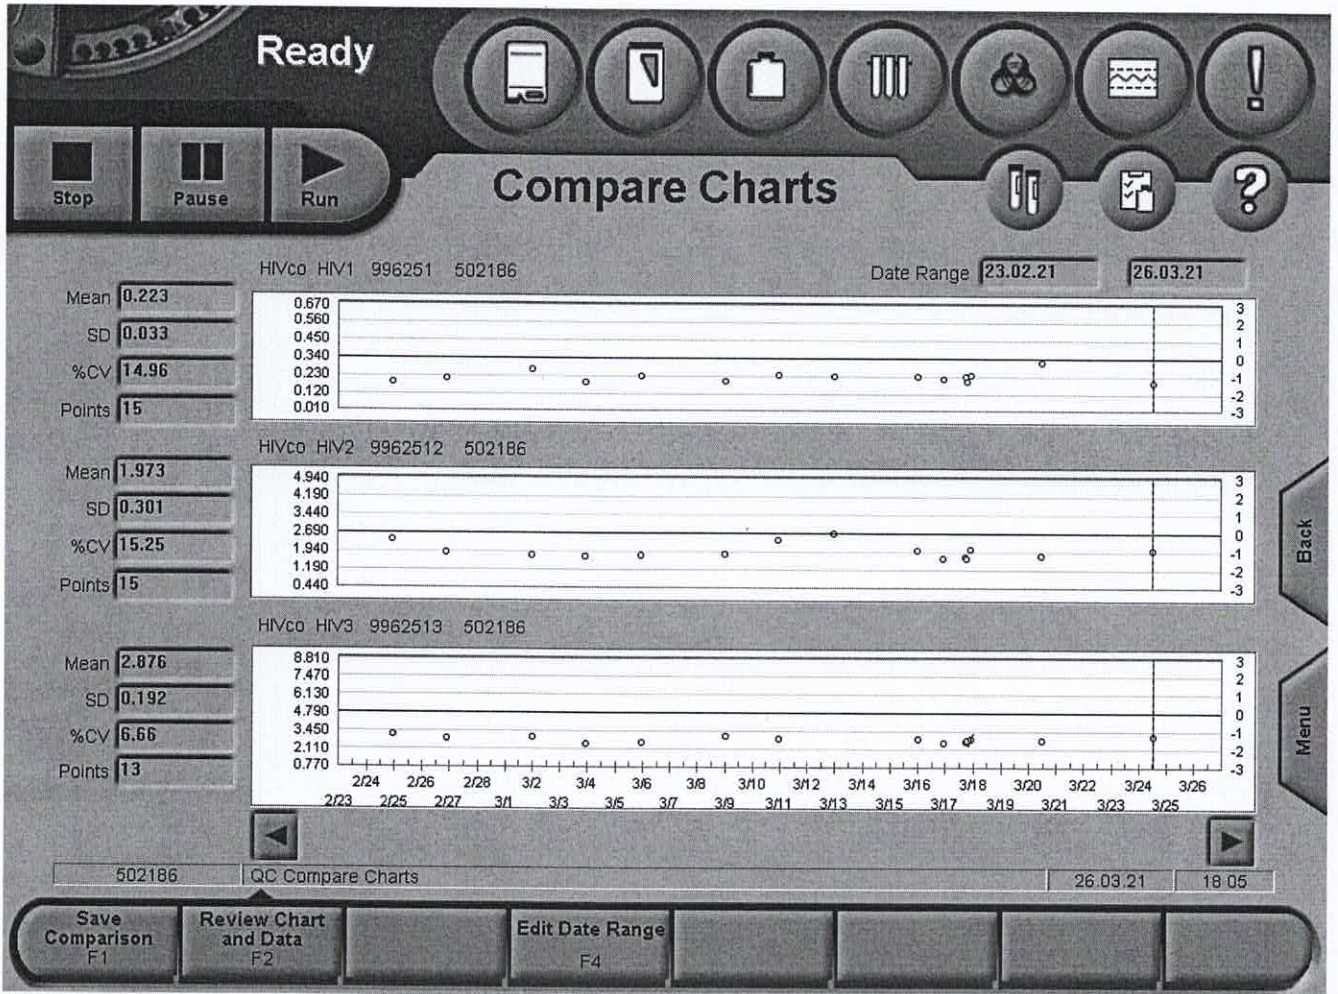 Ready
Stop Pause Run
Compare Charts
HIVco HIV1 996251 502186
Date Range 23.02.21 26.03.21
Mean 0.223
SD 0.033
%CV 14.96
Points 15
0.670
0.560
0.450
0.340
0.230
0.120
0.010
3
2
1
0
-1
-2
-3
HIVco HIV2 9962512 502186
Mean 1.973
SD 0.301
%CV 15.25
Points 15
4.940
4.190
3.440
2.690
1.940
1.190
0.440
3
2
1
0
-1
-2
-3
Back
HIVco HIV3 9962513 502186
Mean 2.876
SD 0.192
%CV 6.66
Points 13
8.810
7.470
6.130
4.790
3.450
2.110
0.770
3
2
1
0
-1
-2
-3
Menu
2/24 2/26 2/28 3/2 3/4 3/6 3/8 3/10 3/12 3/14 3/16 3/18 3/20 3/22 3/24 3/26
2/23 2/25 2/27 3/1 3/3 3/5 3/7 3/9 3/11 3/13 3/15 3/17 3/19 3/21 3/23 3/25
502186 QC Compare Charts 26.03.21 18 05
Save
Comparison
F1
Review Chart
and Data
F2
Edit Date Range
F4